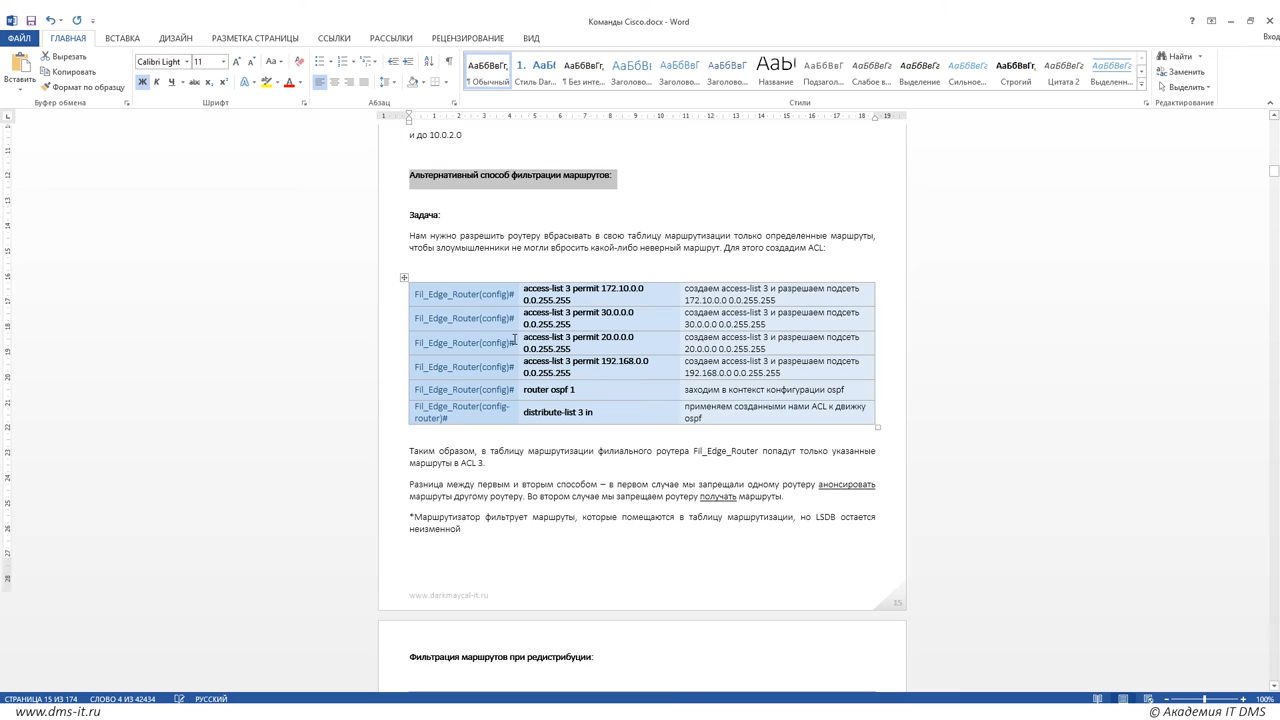 Команды Cisco.docx - Word
Вход
ФАЙЛ ГЛАВНАЯ ВСТАВКА ДИЗАЙН РАЗМЕТКА СТРАНИЦЫ ССЫЛКИ РАССЫЛКИ РЕЦЕНЗИРОВАНИЕ ВИД
Вставить
Вырезать
Копировать
Формат по образцу
Calibri Light 11
АаБбВвГг, АаБбІ АаБбВвГг, АаБбВв АаБбВвГ АаБбВвГ АаБ АаБбВвГг АаБбВвГг АаБбВвГг АаБбВвГг АаБбВвГг, АаБбВвГг АаБбВвГг
¶ Обычный Стиль Dar... ¶ Без инте... Заголово... Заголово... Заголово... Название Подзагол... Слабое в... Выделение Сильное... Строгий Цитата 2 Выделенн...
Найти
Заменить
Выделить
Буфер обмена Шрифт Абзац Стили Редактирование
и до 10.0.2.0
Альтернативный способ фильтрации маршрутов:
Задача:
Нам нужно разрешить роутеру вбрасывать в свою таблицу маршрутизации только определенные маршруты,
чтобы злоумышленники не могли вбросить какой-либо неверный маршрут. Для этого создадим ACL:
Fil_Edge_Router(config)# access-list 3 permit 172.10.0.0 0.0.255.255 создаем access-list 3 и разрешаем подсеть 172.10.0.0 0.0.255.255
Fil_Edge_Router(config)# access-list 3 permit 30.0.0.0 0.0.255.255 создаем access-list 3 и разрешаем подсеть 30.0.0.0 0.0.255.255
Fil_Edge_Router(config)# access-list 3 permit 20.0.0.0 0.0.255.255 создаем access-list 3 и разрешаем подсеть 20.0.0.0 0.0.255.255
Fil_Edge_Router(config)# access-list 3 permit 192.168.0.0 0.0.255.255 создаем access-list 3 и разрешаем подсеть 192.168.0.0 0.0.255.255
Fil_Edge_Router(config)# router ospf 1 заходим в контекст конфигурации ospf
Fil_Edge_Router(config-router)# distribute-list 3 in применяем созданными нами ACL к движку ospf
Таким образом, в таблицу маршрутизации филиального роутера Fil_Edge_Router попадут только указанные
маршруты в ACL 3.
Разница между первым и вторым способом – в первом случае мы запрещали одному роутеру анонсировать
маршруты другому роутеру. Во втором случае мы запрещаем роутеру получать маршруты.
*Маршрутизатор фильтрует маршруты, которые помещаются в таблицу маршрутизации, но LSDB остается
неизменной
www.darkmaycal-it.ru
15
Фильтрация маршрутов при редистрибуции:
СТРАНИЦА 15 ИЗ 174 СЛОВО 4 ИЗ 42434 РУССКИЙ 100%
www.dms-it.ru
© Академия IT DMS